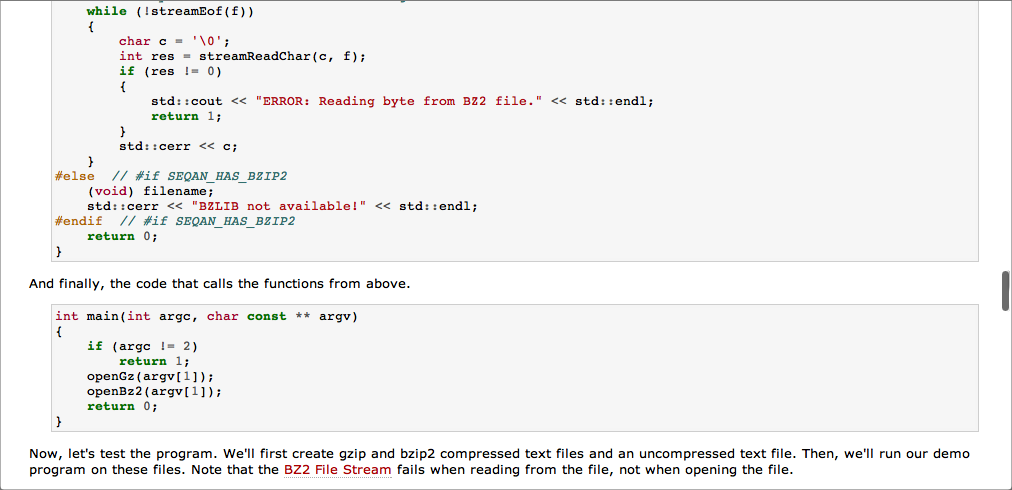 while (!streamEof(f))
{
char c = '\0';
int res = streamReadChar(c, f);
if (res != 0)
{
std::cout << "ERROR: Reading byte from BZ2 file." << std::endl;
return 1;
}
std::cerr << c;
}
#else // #if SEQAN_HAS_BZIP2
(void) filename;
std::cerr << "BZLIB not available!" << std::endl;
#endif // #if SEQAN_HAS_BZIP2
return 0;
}
And finally, the code that calls the functions from above.
int main(int argc, char const ** argv)
{
if (argc != 2)
return 1;
openGz(argv[1]);
openBz2(argv[1]);
return 0;
}
Now, let's test the program. We'll first create gzip and bzip2 compressed text files and an uncompressed text file. Then, we'll run our demo
program on these files. Note that the BZ2 File Stream fails when reading from the file, not when opening the file.